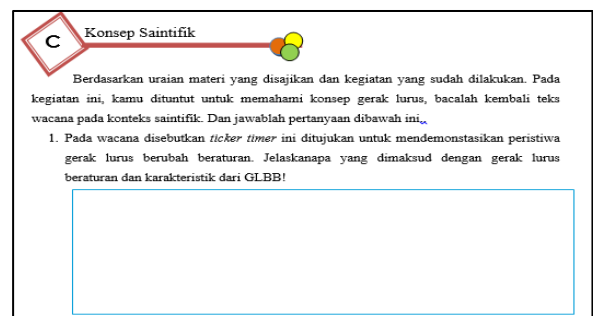 C
Konsep Saintifik
Berdasarkan uraian materi yang disajikan dan kegiatan yang sudah dilakukan. Pada
kegiatan ini, kamu dituntut untuk memahami konsep gerak lurus, bacalah kembali teks
wacana pada konteks saintifik. Dan jawablah pertanyaan dibawah ini,,
1. Pada wacana disebutkan ticker timer ini ditujukan untuk mendemonstasikan peristiwa
gerak lurus berubah beraturan. Jelaskanapa yang dimaksud dengan gerak lurus
beraturan dan karakteristik dari GLBB!